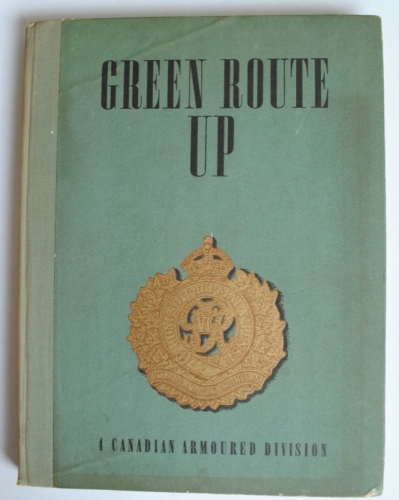 GREEN ROUTE
UP
4 CANADIAN ARMOURED DIVISION